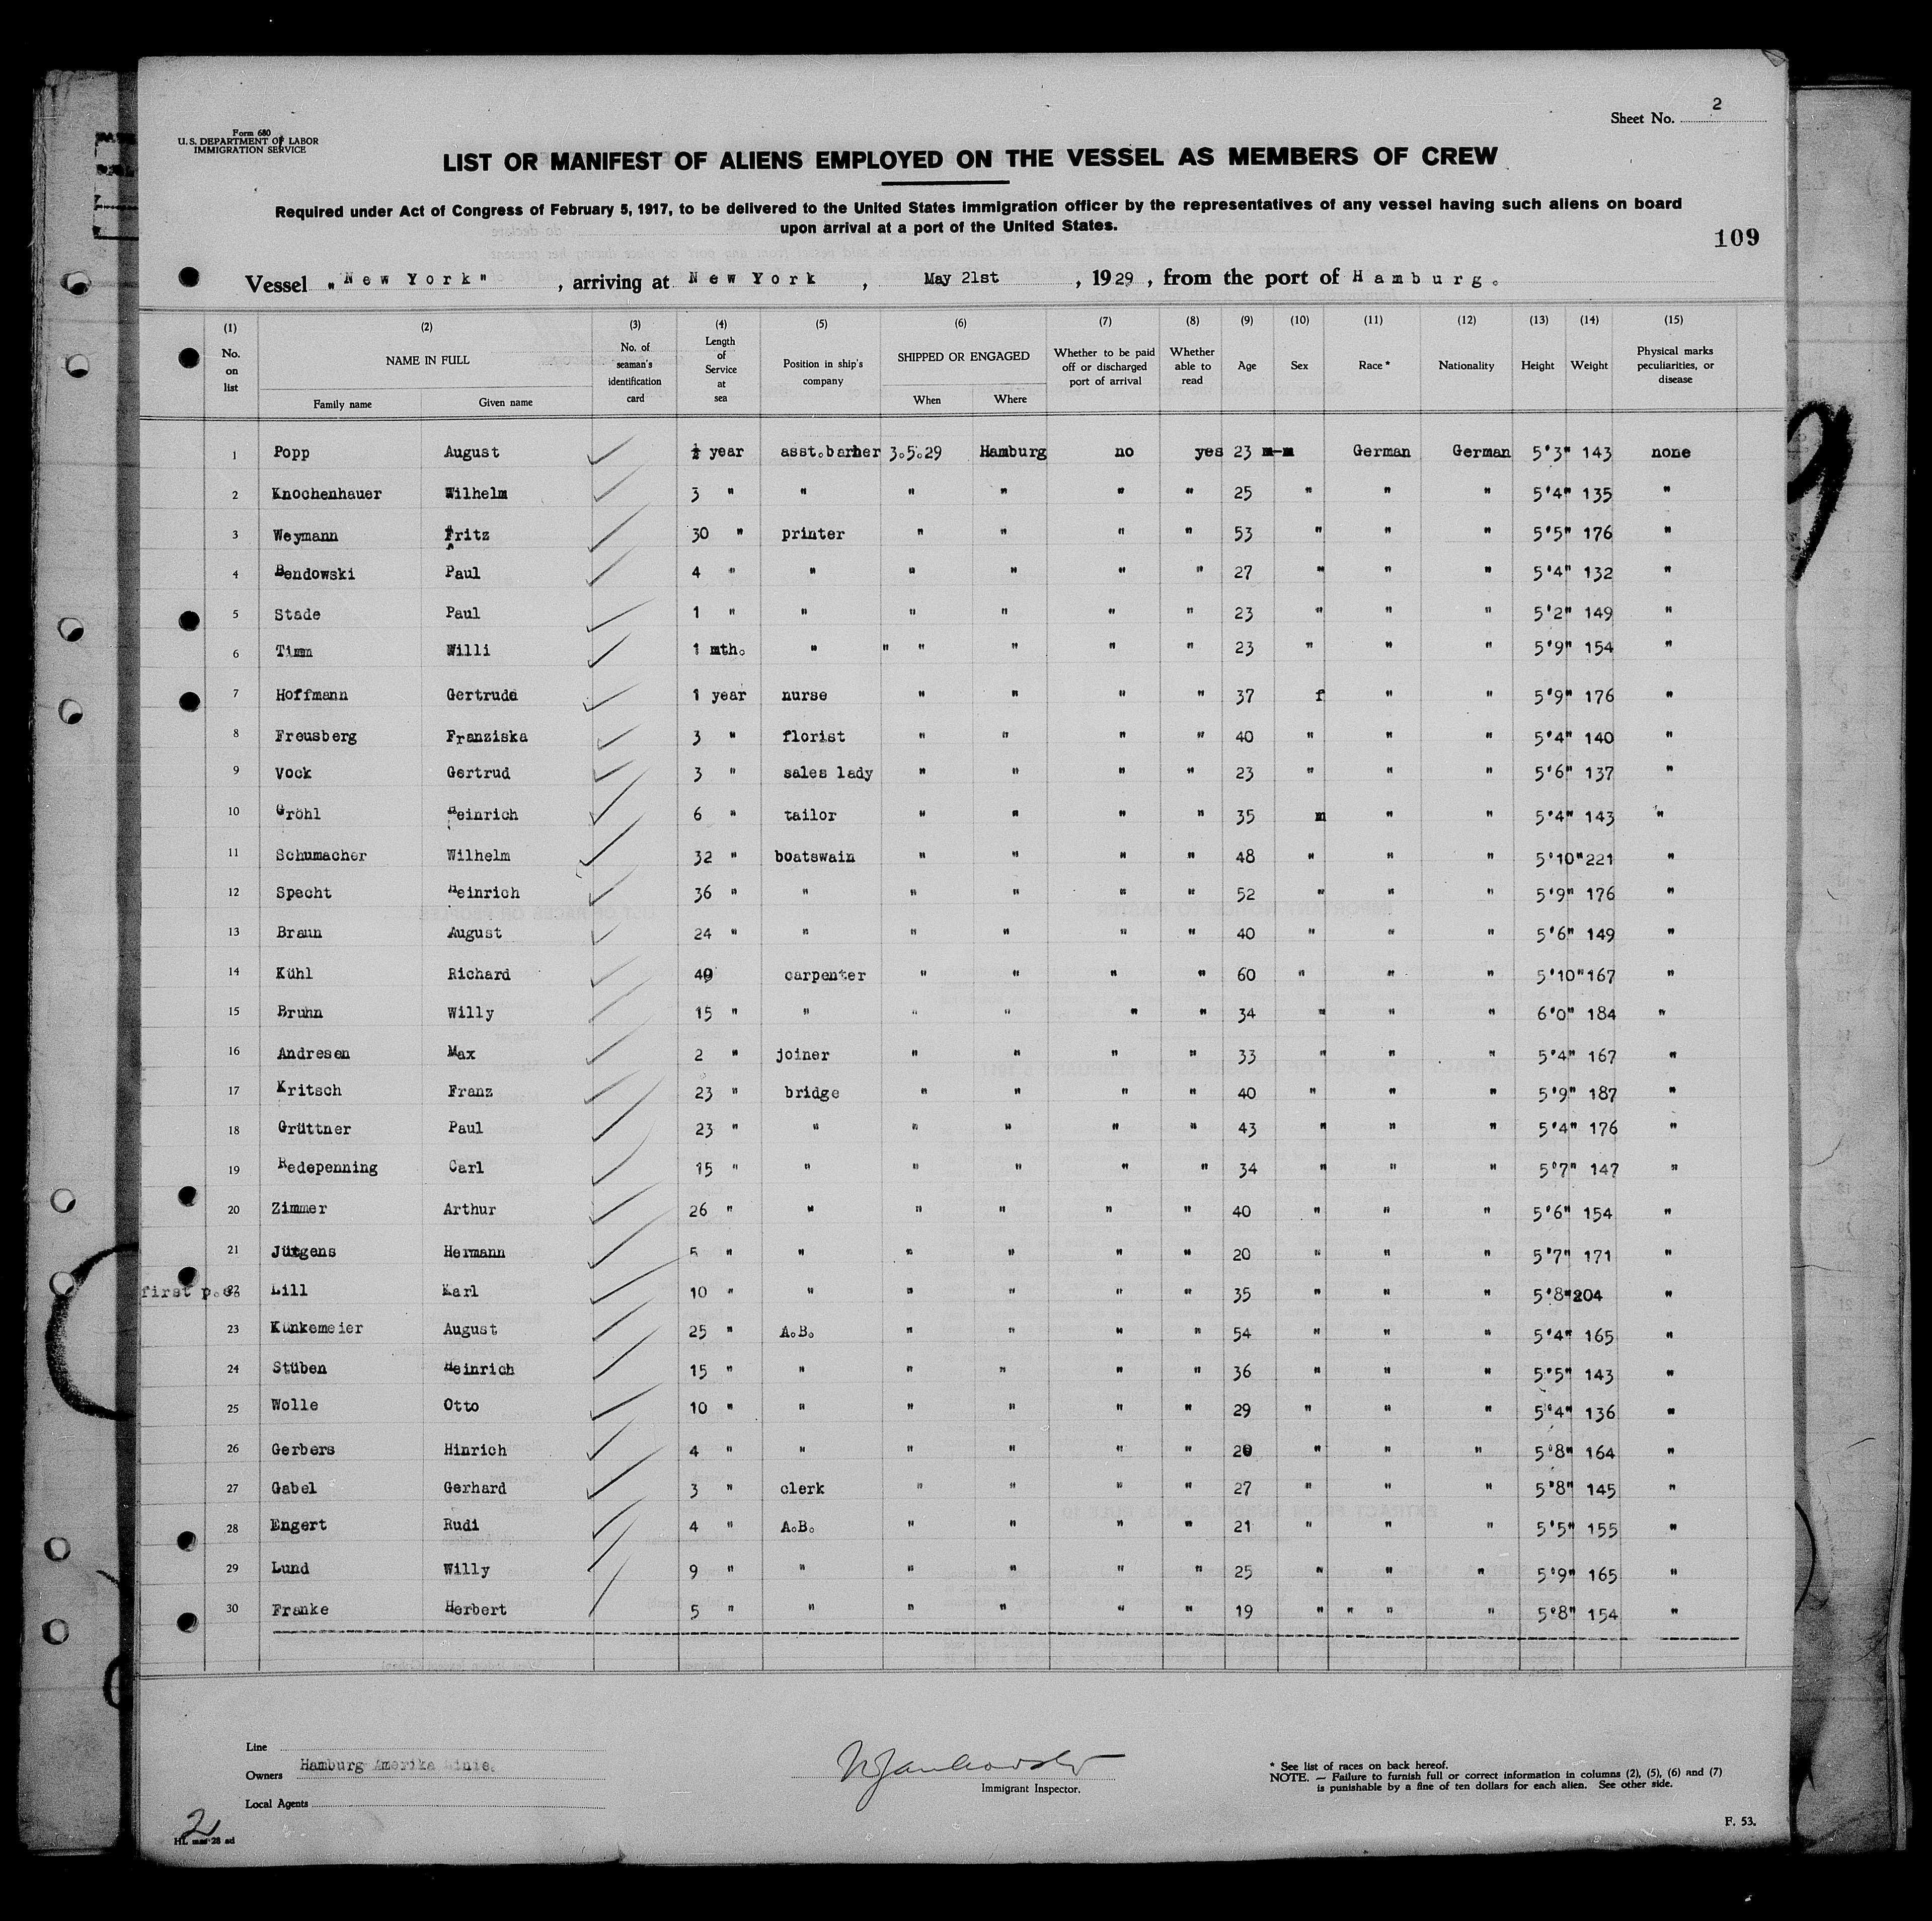 Sheet No. 2
Form 680
U. S. DEPARTMENT OF LABOR
IMMIGRATION SERVICE
LIST OR MANIFEST OF ALIENS EMPLOYED ON THE VESSEL AS MEMBERS OF CREW
Required under Act of Congress of February 5, 1917, to be delivered to the United States immigration officer by the representatives of any vessel having such aliens on board
upon arrival at a port of the United States.
109
Vessel "New York", arriving at New York, May 21st, 1929, from the port of Hamburg.
(1) (2) (3) (4) (5) (6) (7) (8) (9) (10) (11) (12) (13) (14) (15)
No. on list NAME IN FULL Family name Given name No. of seaman's identification card Length of Service at sea Position in ship's company SHIPPED OR ENGAGED When Where Whether to be paid off or discharged port of arrival Whether able to read Age Sex Race * Nationality Height Weight Physical marks peculiarities, or disease
1 Popp August ½ year asst.barber 3.5.29 Hamburg no yes 23 m-m German German 5'3" 143 none
2 Knochenhauer Wilhelm 3 " " " " " " 25 " " " 5'4" 135 "
3 Weymann Fritz 30 " printer " " " " 53 " " " 5'5" 176 "
4 Bendowski Paul 4 " " " " " " 27 " " " 5'4" 132 "
5 Stade Paul 1 " " " " " " 23 " " " 5'2" 149 "
6 Timm Willi 1 mth. " " " " " " 23 " " " 5'9" 154 "
7 Hoffmann Gertrude 1 year nurse " " " " 37 f " " 5'9" 176 "
8 Freusberg Franziska 3 " florist " " " " 40 " " " 5'4" 140 "
9 Vock Gertrud 3 " sales lady " " " " 23 " " " 5'6" 137 "
10 Gröhl Heinrich 6 " tailor " " " " 35 m " " 5'4" 143 "
11 Schumacher Wilhelm 32 " boatswain " " " " 48 " " " 5'10" 221 "
12 Specht Heinrich 36 " " " " " " 52 " " " 5'9" 176 "
13 Braun August 24 " " " " " " 40 " " " 5'6" 149 "
14 Kühl Richard carpenter " " " " 60 " " " 5'10" 167 "
15 Bruhn Willy 15 " " " " " " 34 " " " 6'0" 184 "
16 Andresen Max 2 " joiner " " " " 33 " " " 5'4" 167 "
17 Kritsch Franz 23 " bridge " " " " 40 " " " 5'9" 187 "
18 Grüttner Paul 23 " " " " " " 43 " " " 5'4" 176 "
19 Redepenning Carl 15 " " " " " " 34 " " " 5'7" 147 "
20 Zimmer Arthur 26 " " " " " " 40 " " " 5'6" 154 "
21 Jütgens Hermann 5 " " " " " " 20 " " " 5'7" 171 "
first p.c. 22 Lill Karl 10 " " " " " " 35 " " " 5'8" 204 "
23 Künkemeier August 25 " A.B. " " " " 54 " " " 5'4" 165 "
24 Stüben Heinrich 15 " " " " " " 36 " " " 5'5" 143 "
25 Wolle Otto 10 " " " " " " 29 " " " 5'4" 136 "
26 Gerbers Hinrich 4 " " " " " " 20 " " " 5'8" 164 "
27 Gabel Gerhard 3 " clerk " " " " 27 " " " 5'8" 145 "
28 Engert Rudi 4 " A.B. " " " " 21 " " " 5'5" 155 "
29 Lund Willy 9 " " " " " " 25 " " " 5'9" 165 "
30 Franke Herbert 5 " " " " " " 19 " " " " 5'8" 154 "
Line
Owners Hamburg Amerika Linie.
Local Agents
Immigrant Inspector.
* See list of races on back hereof.
NOTE. — Failure to furnish full or correct information in columns (2), (5), (6) and (7)
is punishable by a fine of ten dollars for each alien. See other side.
2
F. 53.